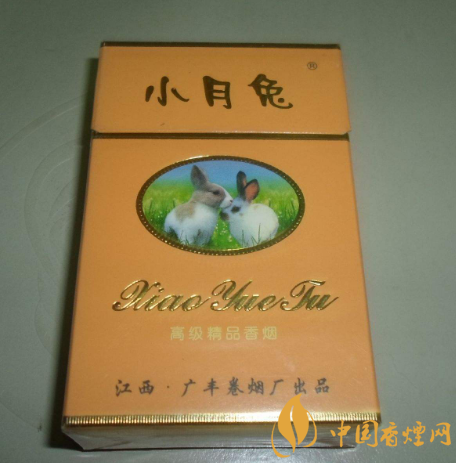 小月兔®
Xiao Yue Tu
高级精品香烟
江西·广丰卷烟厂出品
中国香煙网